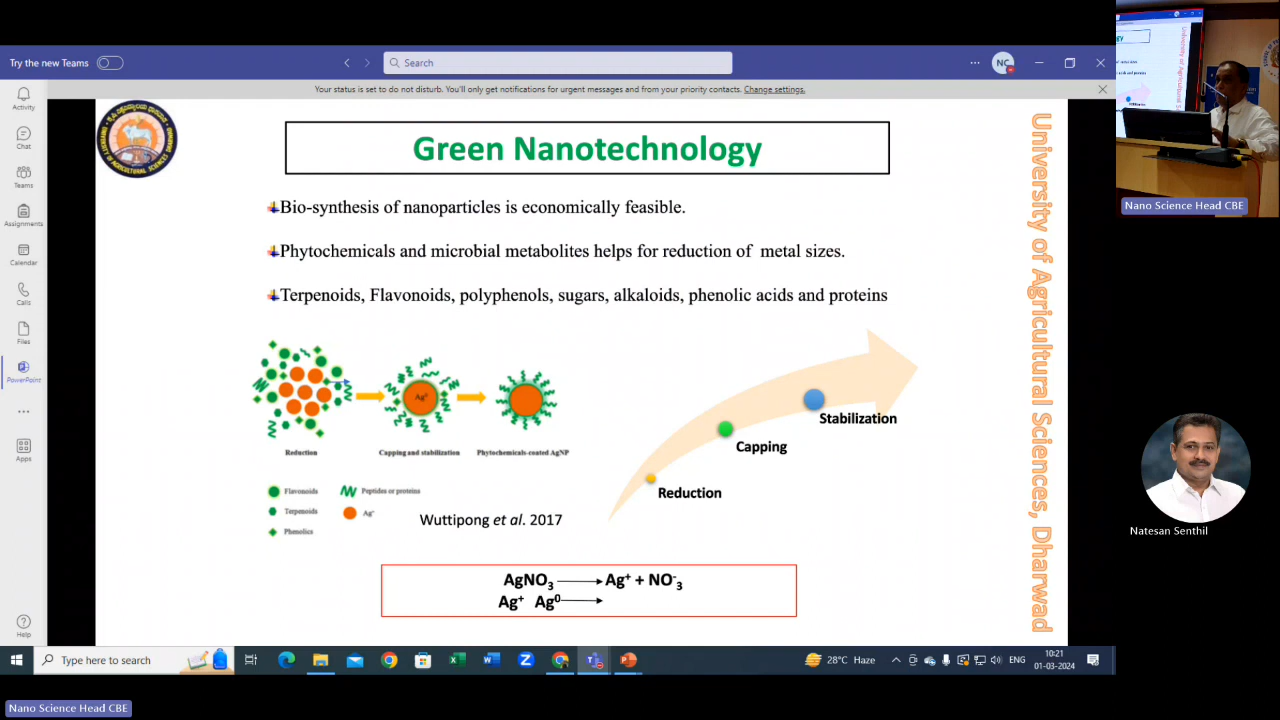 Try the new Teams
Search
NC
Your status is set to do not disturb. You'll only get notifications for urgent messages and from your priority contacts. Change settings.
Activity
Chat
Teams
Assignments
Calendar
Calls
Files
PowerPoint
Apps
Help
Green Nanotechnology
Bio-synthesis of nanoparticles is economically feasible.
Phytochemicals and microbial metabolites helps for reduction of metal sizes.
Terpenoids, Flavonoids, polyphenols, sugars, alkaloids, phenolic acids and proteins
Ag⁰
Reduction
Capping and stabilization
Phytochemicals-coated AgNP
Flavonoids
Peptides or proteins
Terpenoids
Ag⁺
Phenolics
Wuttipong et al. 2017
Reduction
Capping
Stabilization
AgNO₃ → Ag⁺ + NO⁻₃
Ag⁺ Ag⁰ →
University of Agricultural Sciences, Dharwad
Nano Science Head CBE
Natesan Senthil
Type here to search
28°C Haze
ENG
10:21
01-03-2024
Nano Science Head CBE